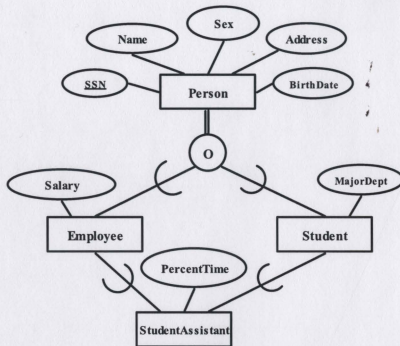 Sex
Name
Address
SSN
Person
BirthDate
O
Salary
MajorDept
Employee
Student
PercentTime
StudentAssistant